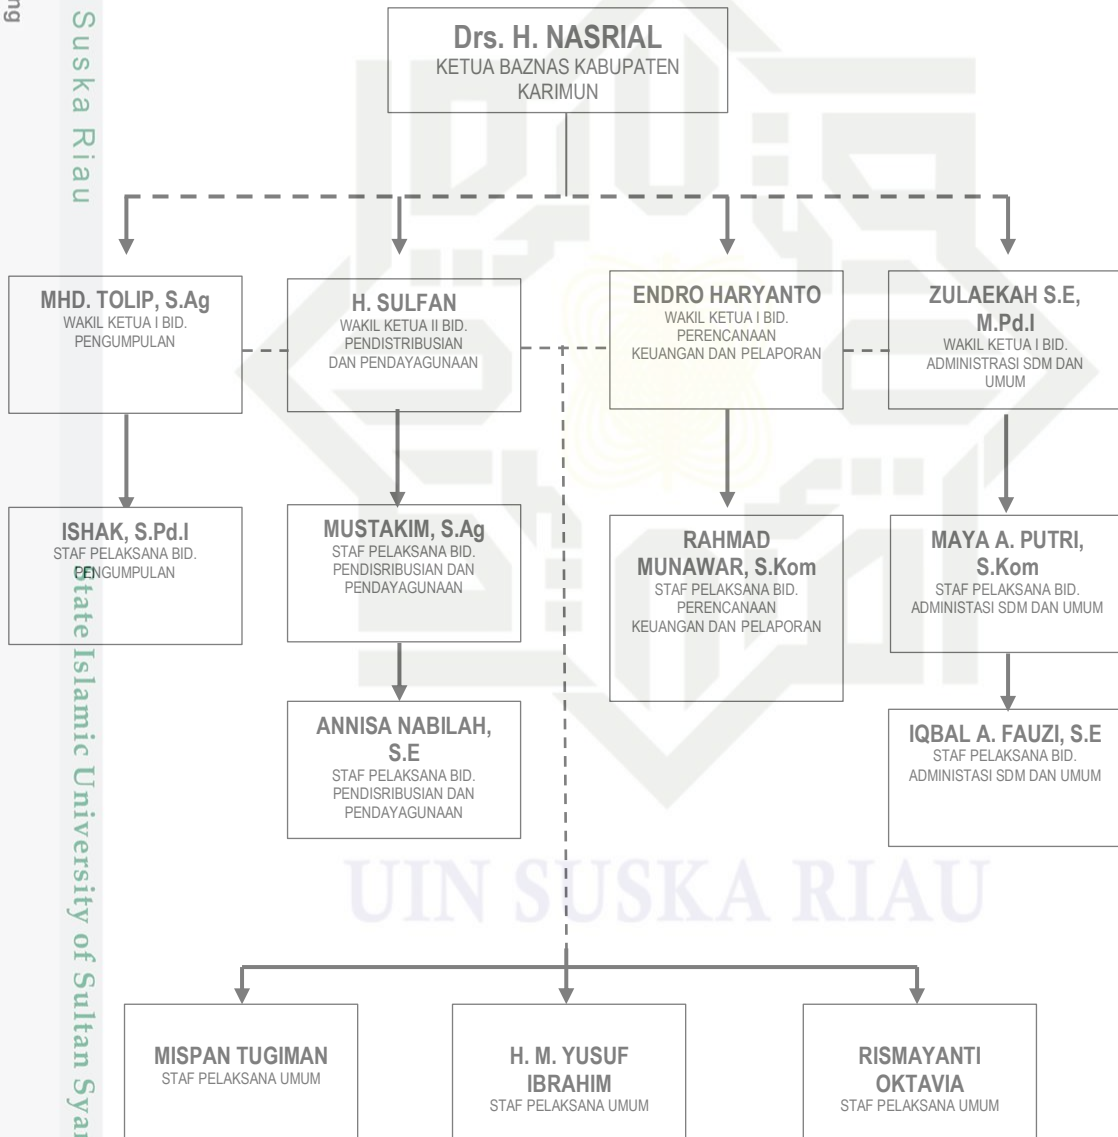 Drs. H. NASRIAL
KETUA BAZNAS KABUPATEN
KARIMUN
MHD. TOLIP, S.Ag
WAKIL KETUA I BID.
PENGUMPULAN
H. SULFAN
WAKIL KETUA II BID.
PENDISTRIBUSIAN
DAN PENDAYAGUNAAN
ENDRO HARYANTO
WAKIL KETUA I BID.
PERENCANAAN
KEUANGAN DAN PELAPORAN
ZULAEKAH S.E,
M.Pd.I
WAKIL KETUA I BID.
ADMINISTRASI SDM DAN
UMUM
ISHAK, S.Pd.I
STAF PELAKSANA BID.
PENGUMPULAN
MUSTAKIM, S.Ag
STAF PELAKSANA BID.
PENDISRIBUSIAN DAN
PENDAYAGUNAAN
RAHMAD
MUNAWAR, S.Kom
STAF PELAKSANA BID.
PERENCANAAN
KEUANGAN DAN PELAPORAN
MAYA A. PUTRI,
S.Kom
STAF PELAKSANA BID.
ADMINISTASI SDM DAN UMUM
ANNISA NABILAH,
S.E
STAF PELAKSANA BID.
PENDISRIBUSIAN DAN
PENDAYAGUNAAN
IQBAL A. FAUZI, S.E
STAF PELAKSANA BID.
ADMINISTASI SDM DAN UMUM
MISPAN TUGIMAN
STAF PELAKSANA UMUM
H. M. YUSUF
IBRAHIM
STAF PELAKSANA UMUM
RISMAYANTI
OKTAVIA
STAF PELAKSANA UMUM
UIN SUSKA RIAU
Suska Riau
State Islamic University of Sultan Syar
ng